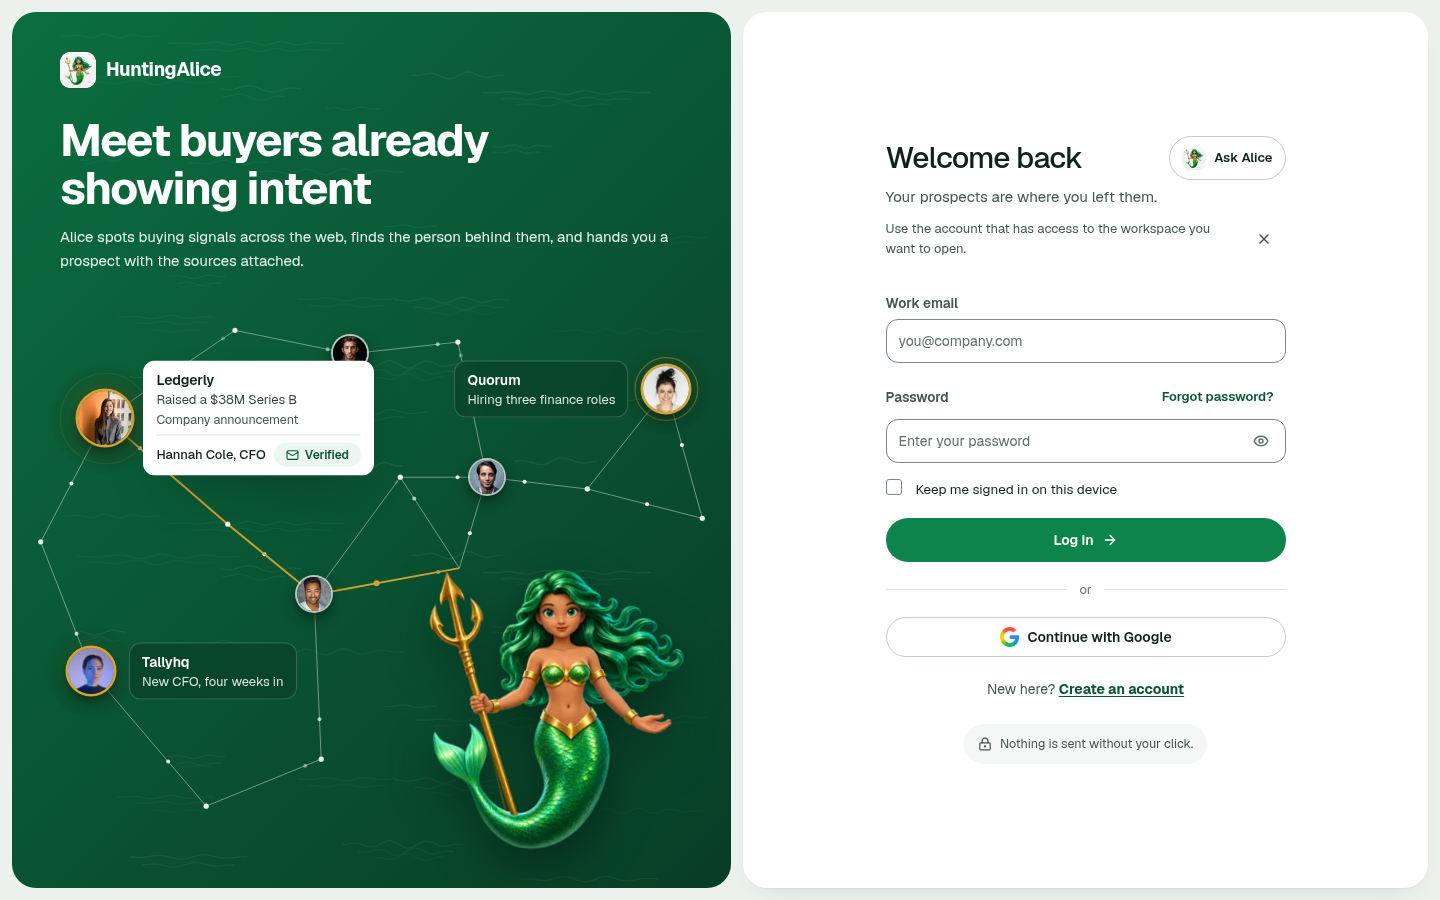 HuntingAlice
Meet buyers already
showing intent
Alice spots buying signals across the web, finds the person behind them, and hands you a
prospect with the sources attached.
Ledgerly
Raised a $38M Series B
Company announcement
Hannah Cole, CFO
Verified
Quorum
Hiring three finance roles
Tallyhq
New CFO, four weeks in
Welcome back
Ask Alice
Your prospects are where you left them.
Use the account that has access to the workspace you
want to open.
Work email
you@company.com
Password
Forgot password?
Enter your password
Keep me signed in on this device
Log in
or
Continue with Google
New here? Create an account
Nothing is sent without your click.